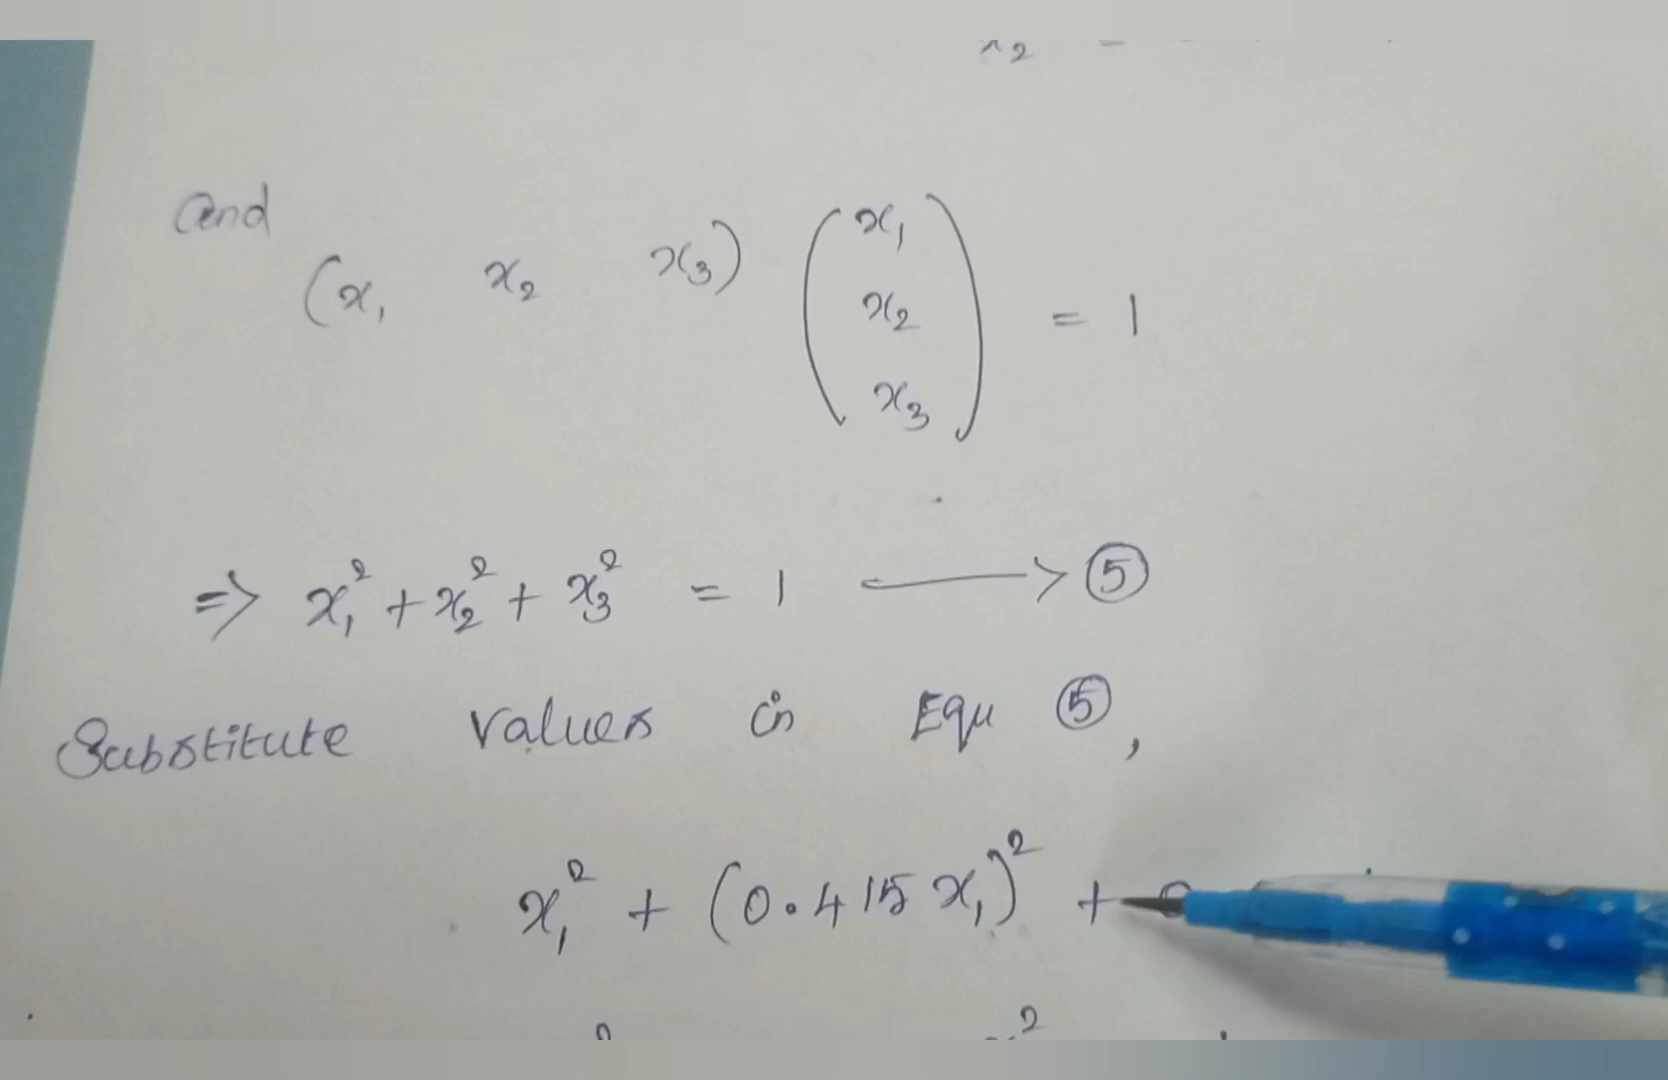 x₂
and
(x₁ x₂ x₃) (x₁ x₂ x₃) = 1
⇒ x₁² + x₂² + x₃² = 1 ⟶ ⑤
Substitute values in Equ ⑤,
x₁² + (0.415 x₁)² +